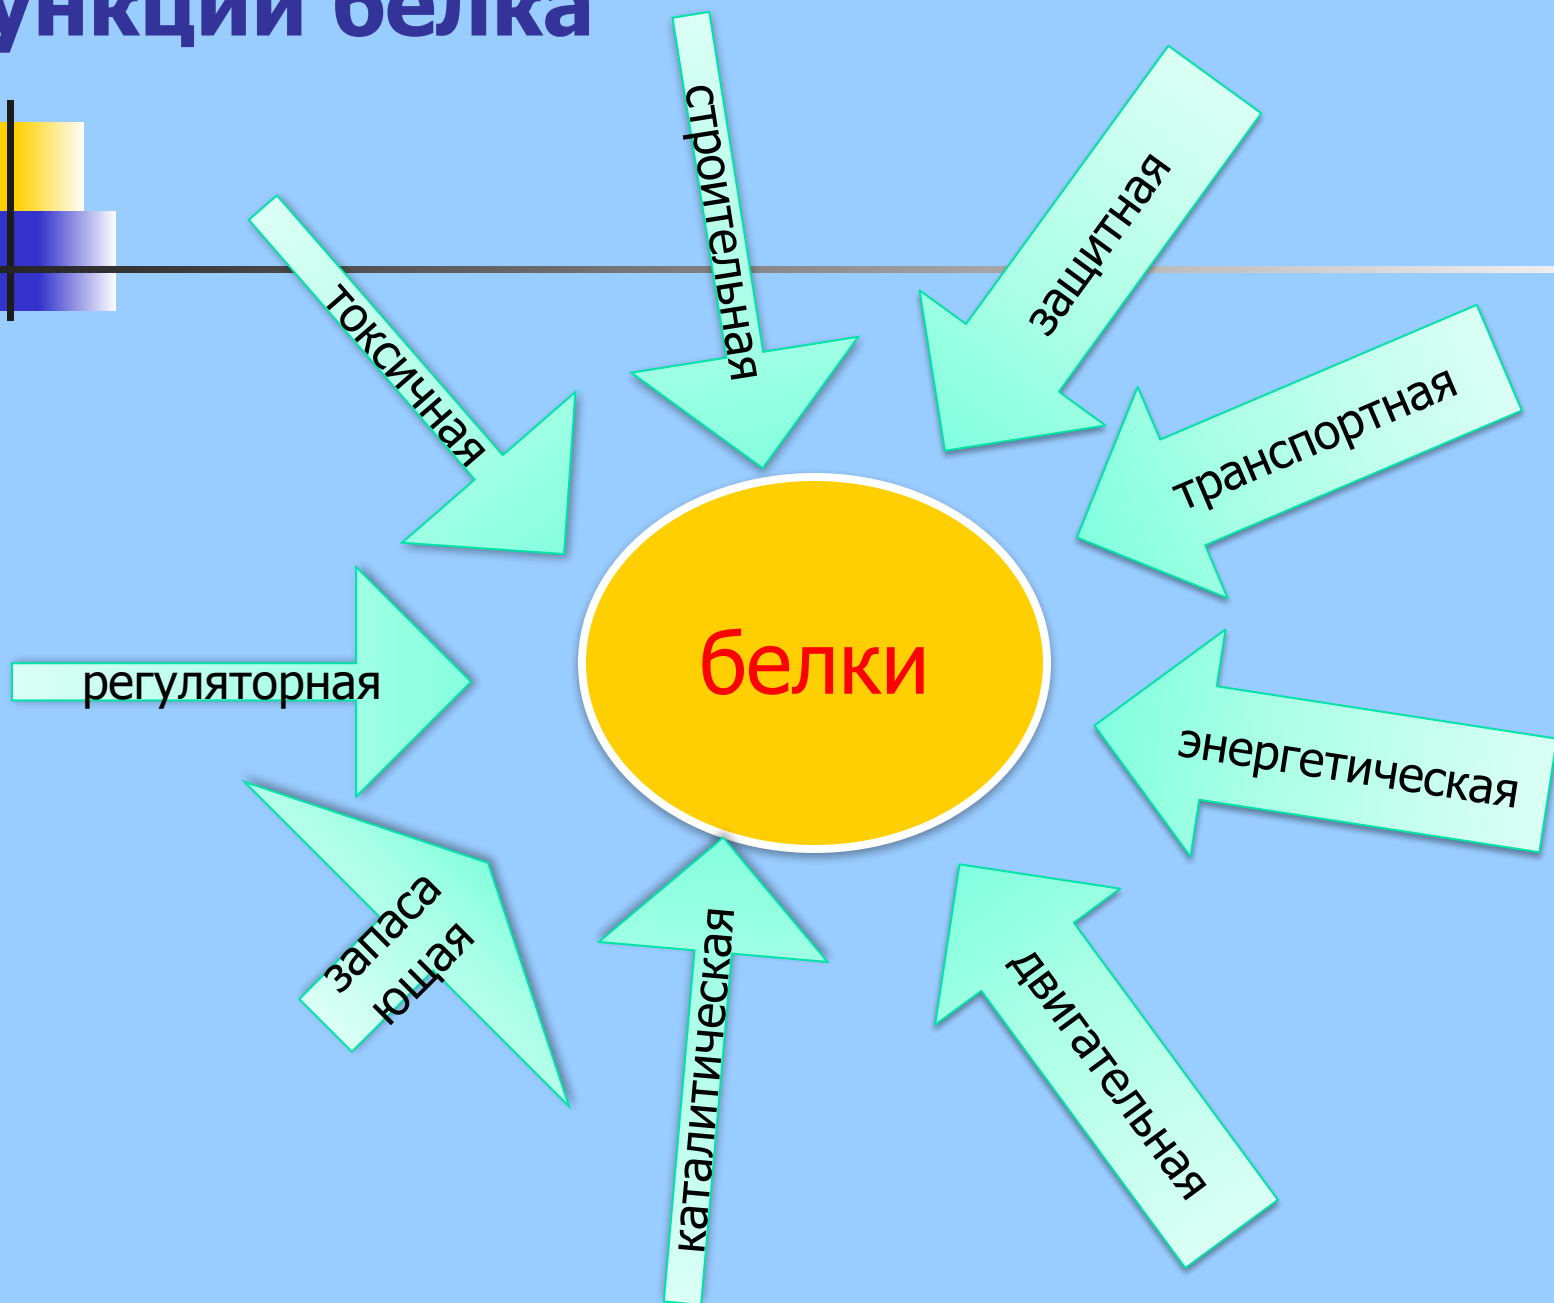 ункции белка
строительная
защитная
токсичная
транспортная
белки
регуляторная
энергетическая
запаса
ющая
каталитическая
двигательная